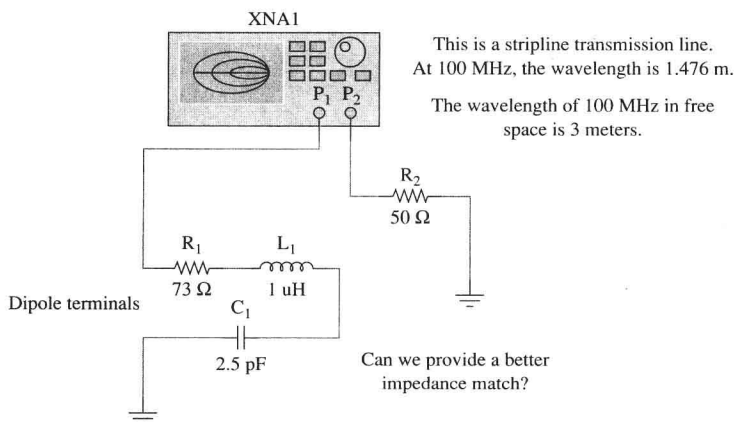 XNA1
This is a stripline transmission line.
At 100 MHz, the wavelength is 1.476 m.
The wavelength of 100 MHz in free
space is 3 meters.
P₁ P₂
R₂
50 Ω
R₁
L₁
73 Ω
1 uH
Dipole terminals
C₁
2.5 pF
Can we provide a better
impedance match?